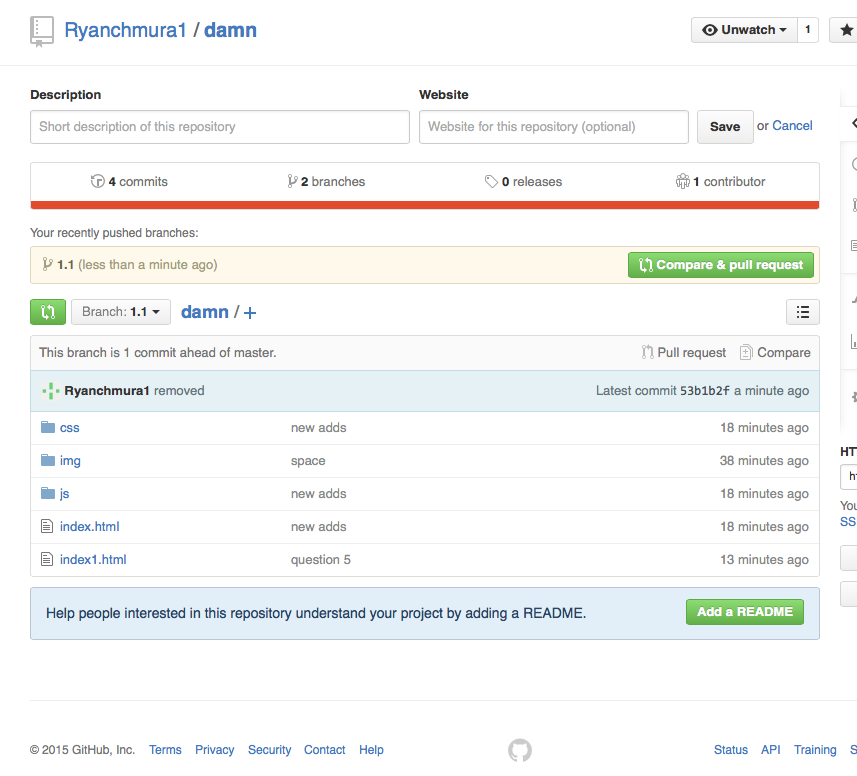 Ryanchmura1 / damn
Unwatch 1
Description Website
Short description of this repository Website for this repository (optional) Save or Cancel
4 commits 2 branches 0 releases 1 contributor
Your recently pushed branches:
1.1 (less than a minute ago) Compare & pull request
Branch: 1.1 damn / +
This branch is 1 commit ahead of master. Pull request Compare
Ryanchmura1 removed Latest commit 53b1b2f a minute ago
css new adds 18 minutes ago
img space 38 minutes ago
js new adds 18 minutes ago
index.html new adds 18 minutes ago
index1.html question 5 13 minutes ago
Help people interested in this repository understand your project by adding a README. Add a README
© 2015 GitHub, Inc. Terms Privacy Security Contact Help Status API Training